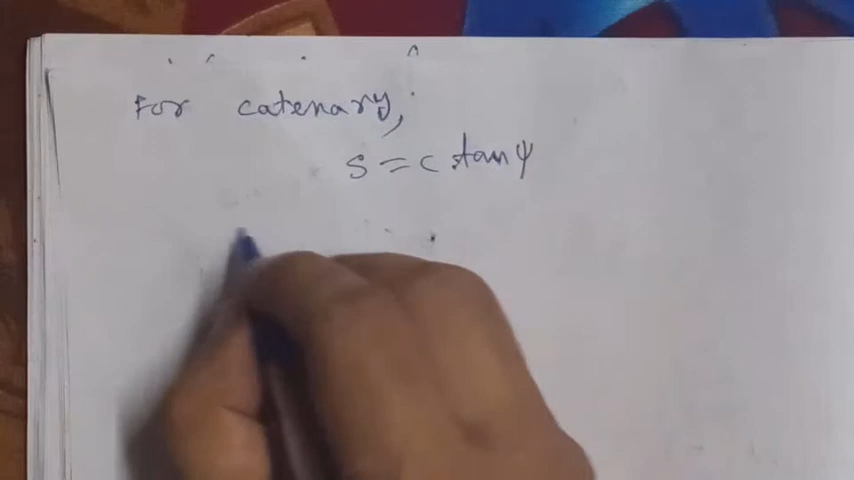 For catenary,
s = c tan ψ